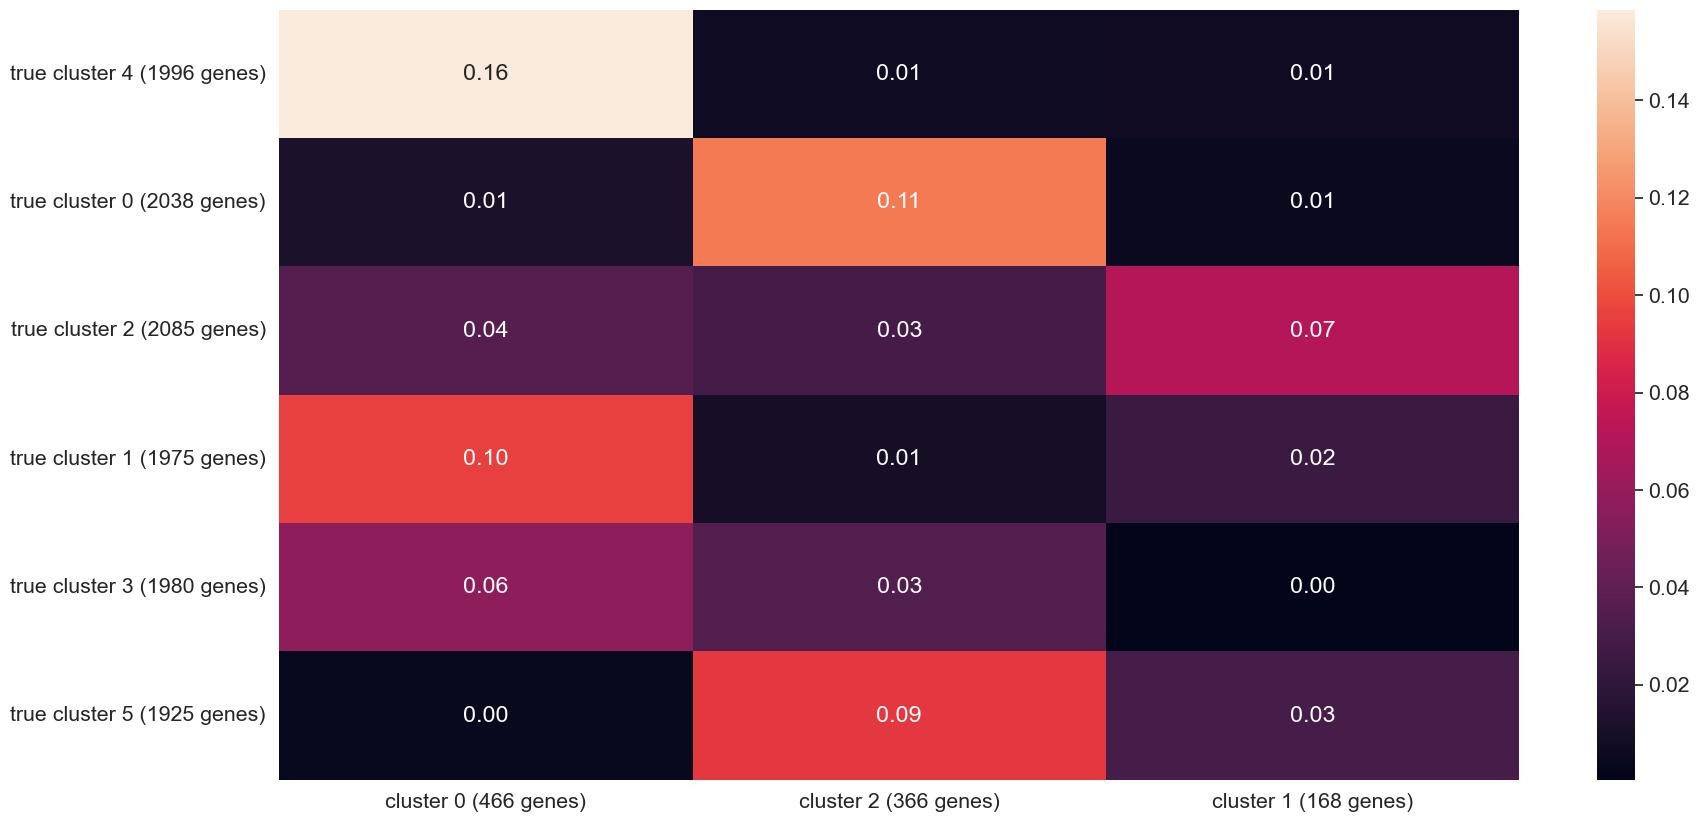 true cluster 4 (1996 genes) 0.16 0.01 0.01
true cluster 0 (2038 genes) 0.01 0.11 0.01
true cluster 2 (2085 genes) 0.04 0.03 0.07
true cluster 1 (1975 genes) 0.10 0.01 0.02
true cluster 3 (1980 genes) 0.06 0.03 0.00
true cluster 5 (1925 genes) 0.00 0.09 0.03
cluster 0 (466 genes) cluster 2 (366 genes) cluster 1 (168 genes)
0.14
0.12
0.10
0.08
0.06
0.04
0.02